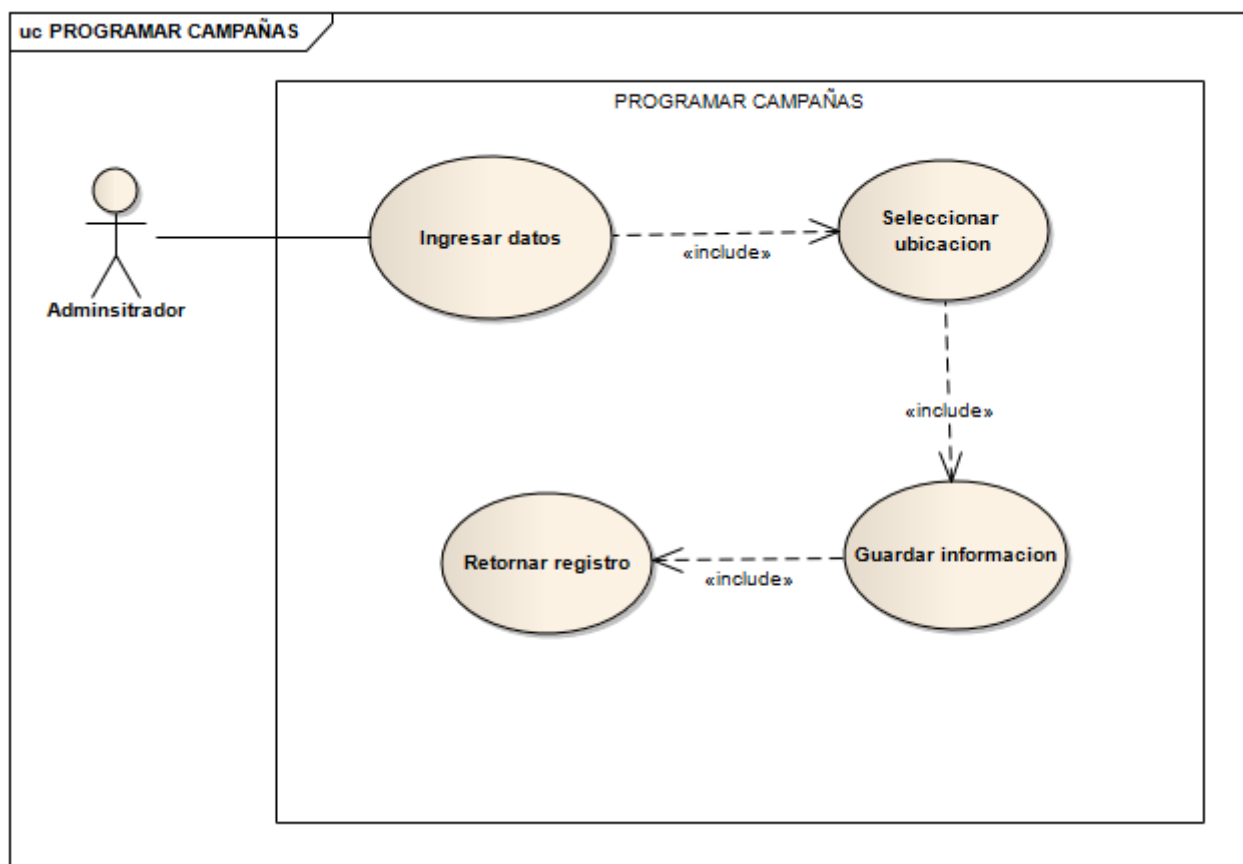 uc PROGRAMAR CAMPAÑAS
PROGRAMAR CAMPAÑAS
Adminsitrador
Ingresar datos
«include»
Seleccionar
ubicacion
«include»
Guardar informacion
«include»
Retornar registro